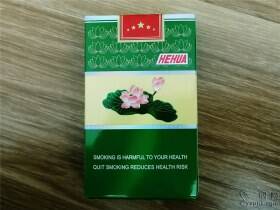 HEHUA
SMOKING IS HARMFUL TO YOUR HEALTH
QUIT SMOKING REDUCES HEALTH RISK